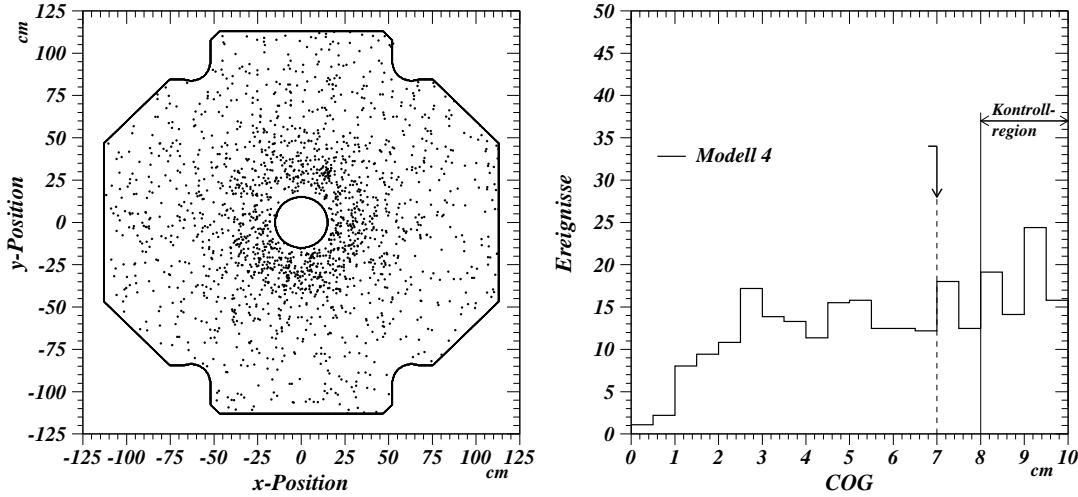 cm
125
100
75
50
25
0
-25
-50
-75
-100
-125
y-Position
-125 -100 -75 -50 -25 0 25 50 75 100 125
cm
x-Position
50
45
40
35
30
25
20
15
10
5
0
Ereignisse
Kontroll-
region
Modell 4
0 1 2 3 4 5 6 7 8 9 10
cm
COG